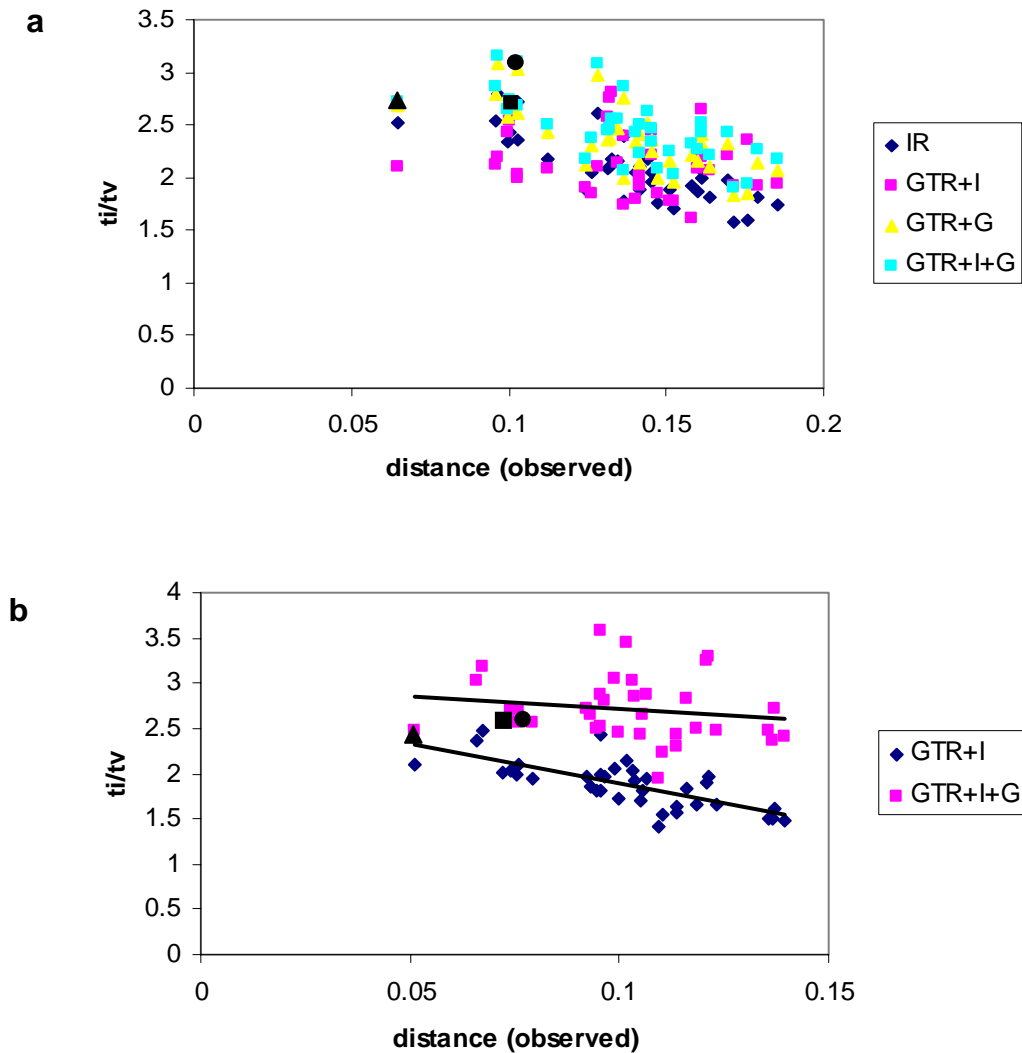 a
3.5
3
2.5
2
1.5
1
0.5
0
ti/tv
0 0.05 0.1 0.15 0.2
distance (observed)
IR
GTR+I
GTR+G
GTR+I+G
b
4
3.5
3
2.5
2
1.5
1
0.5
0
ti/tv
0 0.05 0.1 0.15
distance (observed)
GTR+I
GTR+I+G